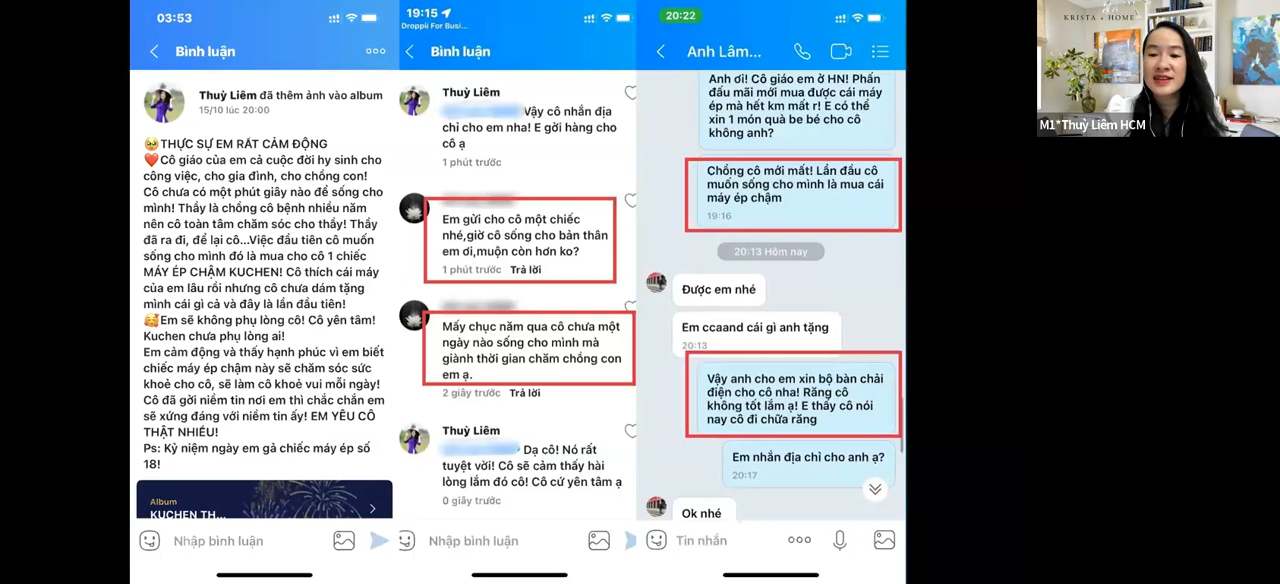 03:53
Bình luận
Thuỳ Liêm đã thêm ảnh vào album
15/10 lúc 20:00
🥹THỰC SỰ EM RẤT CẢM ĐỘNG
❤️Cô giáo của em cả cuộc đời hy sinh cho
công việc, cho gia đình, cho chồng con!
Cô chưa có một phút giây nào để sống cho
mình! Thầy là chồng cô bệnh nhiều năm
nên cô toàn tâm chăm sóc cho thầy! Thầy
đã ra đi, để lại cô...Việc đầu tiên cô muốn
sống cho mình đó là mua cho cô 1 chiếc
MÁY ÉP CHẬM KUCHEN! Cô thích cái máy
của em lâu rồi nhưng cô chưa dám tặng
mình cái gì cả và đây là lần đầu tiên!
🥰Em sẽ không phụ lòng cô! Cô yên tâm!
Kuchen chưa phụ lòng ai!
Em cảm động và thấy hạnh phúc vì em biết
chiếc máy ép chậm này sẽ chăm sóc sức
khoẻ cho cô, sẽ làm cô khoẻ vui mỗi ngày!
Cô đã gởi niềm tin nơi em thì chắc chắn em
sẽ xứng đáng với niềm tin ấy! EM YÊU CÔ
THẬT NHIỀU!
Ps: Kỷ niệm ngày em gả chiếc máy ép số
18!
Album
KUCHEN TH...
Nhập bình luận
19:15
Droppii For Busi...
Bình luận
Thuỳ Liêm
Vậy cô nhắn địa
chỉ cho em nha! E gởi hàng cho
cô ạ
1 phút trước
Em gửi cho cô một chiếc
nhé,giờ cô sống cho bản thân
em ơi,muộn còn hơn ko?
1 phút trước Trả lời
Mấy chục năm qua cô chưa một
ngày nào sống cho mình mà
giành thời gian chăm chồng con
em ạ.
2 giây trước Trả lời
Thuỳ Liêm
Dạ cô! Nó rất
tuyệt vời! Cô sẽ cảm thấy hài
lòng lắm đó cô! Cô cứ yên tâm ạ
0 giây trước
Nhập bình luận
20:22
Anh Lâm...
Anh ơi! Cô giáo em ở HN! Phấn
đấu mãi mới mua được cái máy
ép mà hết km mất r! E có thể
xin 1 món quà be bé cho cô
không anh?
Chồng cô mới mất! Lần đầu cô
muốn sống cho mình là mua cái
máy ép chậm
19:16
20:13 Hôm nay
Được em nhé
Em ccaand cái gì anh tặng
20:13
Vậy anh cho em xin bộ bàn chải
điện cho cô nha! Răng cô
không tốt lắm ạ! E thấy cô nói
nay cô đi chữa răng
Em nhắn địa chỉ cho anh ạ?
20:17
Ok nhé
Tin nhắn
KRISTA HOME
M1*Thuỳ Liêm HCM